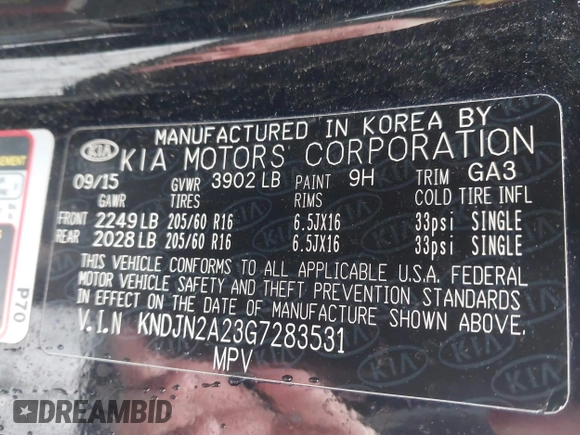 MANUFACTURED IN KOREA BY
KIA KIA MOTORS CORPORATION
09/15 GVWR 3902 LB PAINT 9H TRIM GA3
GAWR TIRES RIMS COLD TIRE INFL
FRONT 2249 LB 205/60 R16 6.5JX16 33psi SINGLE
REAR 2028 LB 205/60 R16 6.5JX16 33psi SINGLE
THIS VEHICLE CONFORMS TO ALL APPLICABLE U.S.A. FEDERAL
MOTOR VEHICLE SAFETY AND THEFT PREVENTION STANDARDS
IN EFFECT ON THE DATE OF MANUFACTURE SHOWN ABOVE.
V.I.N KNDJN2A23G7283531
MPV
P70
DREAMBID